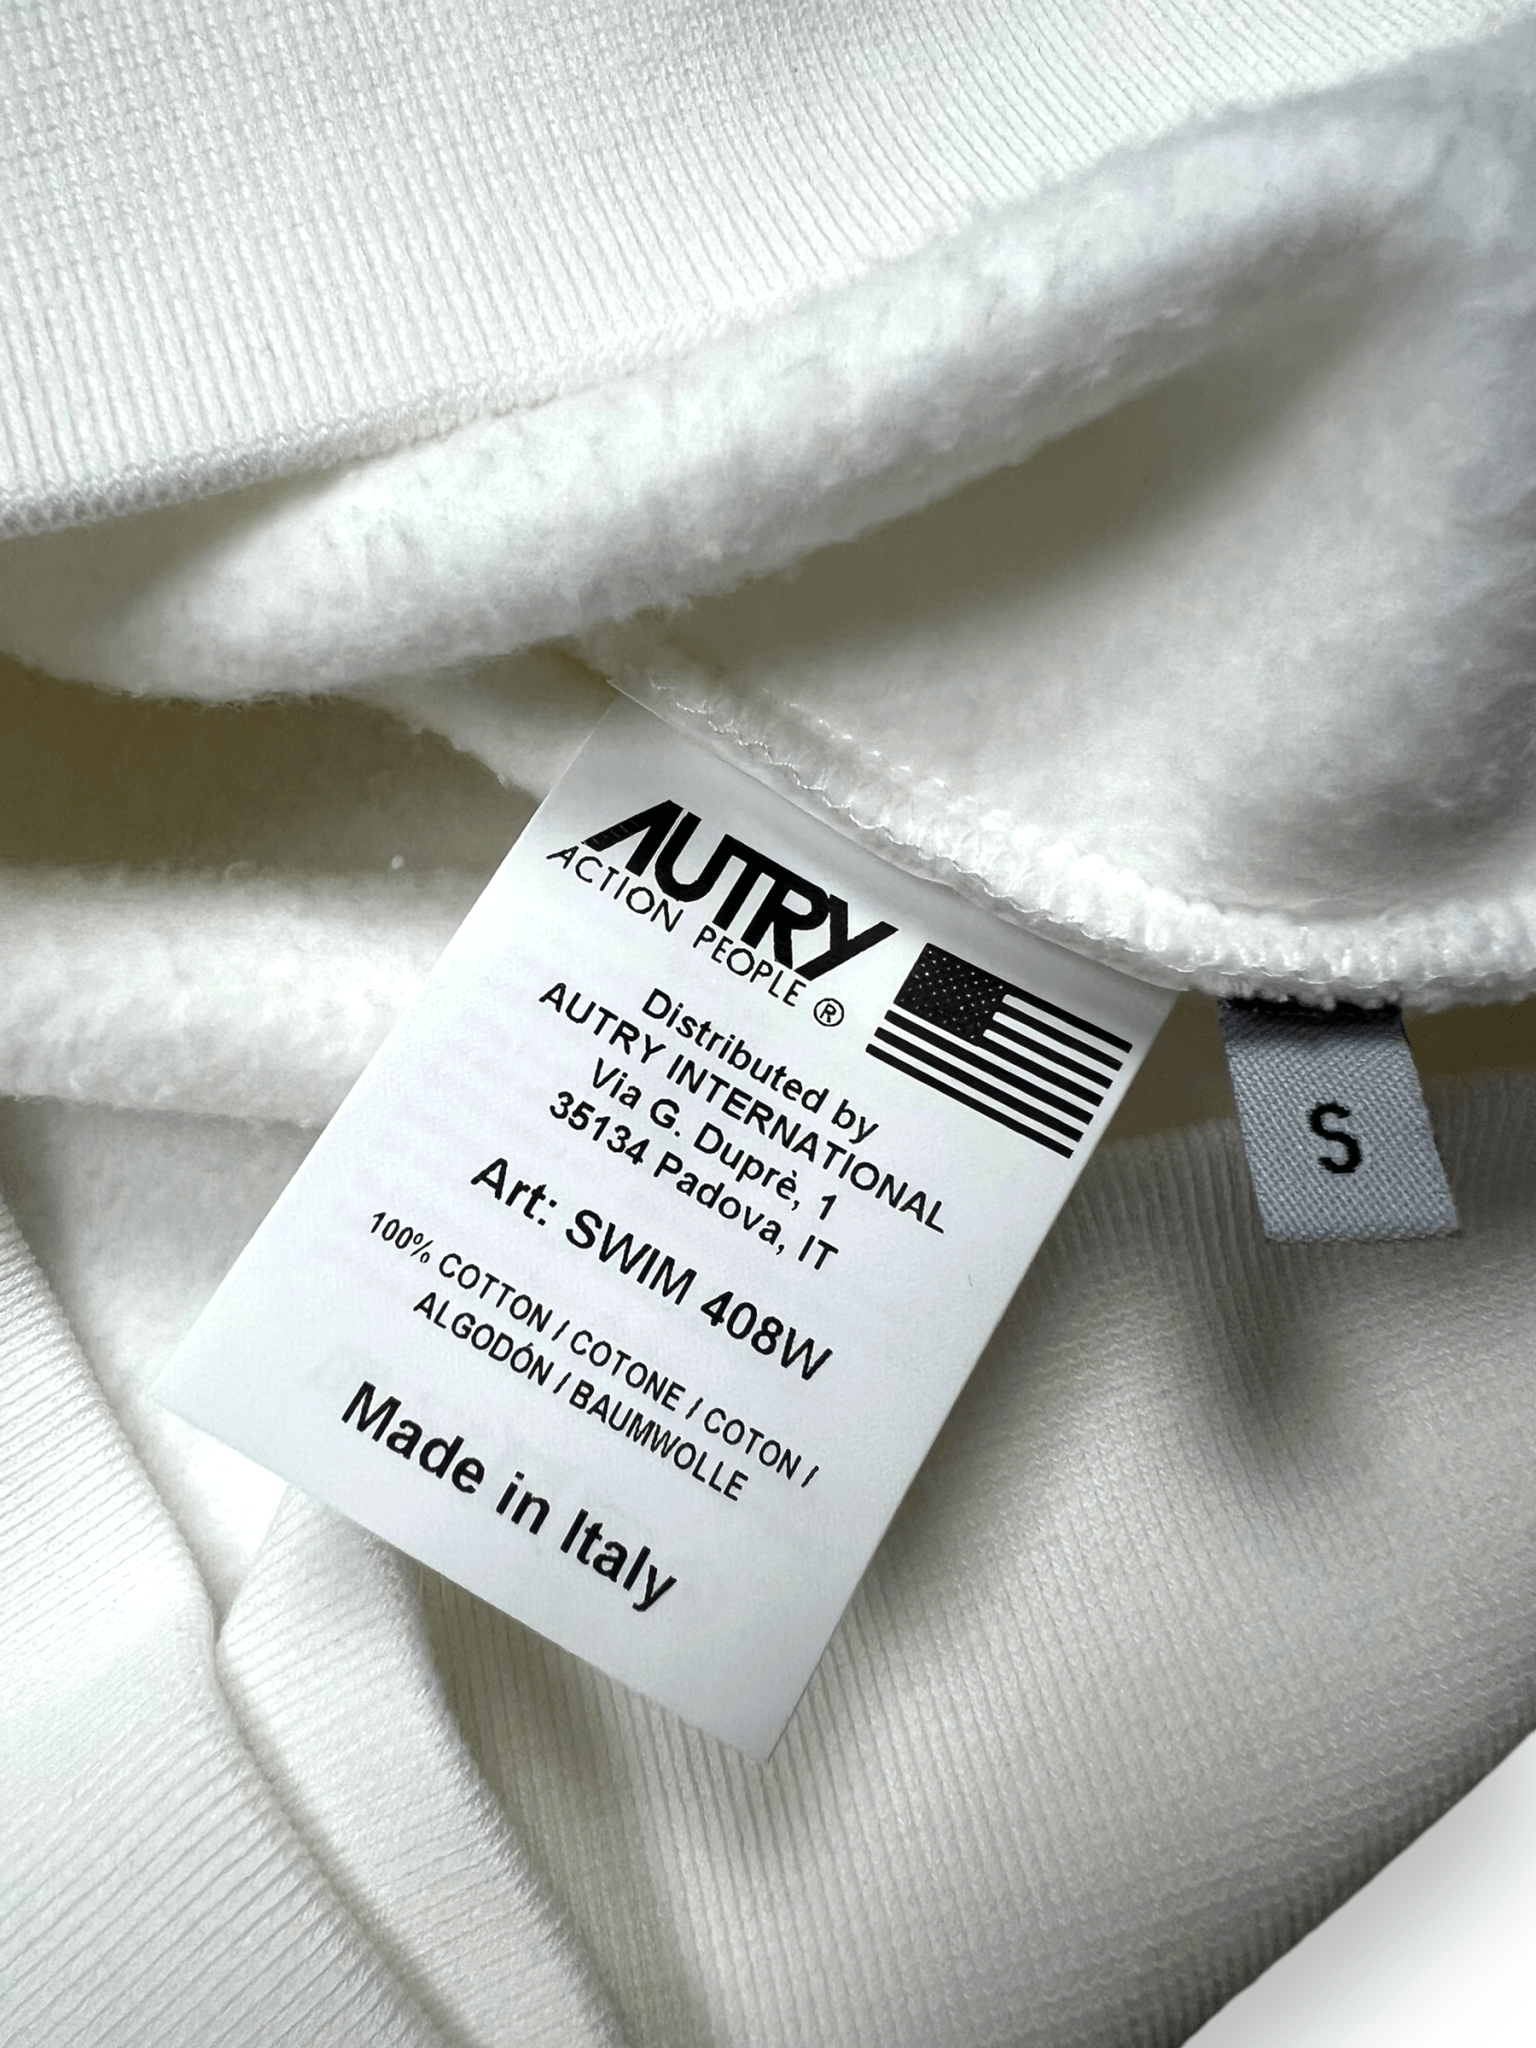 AUTRY
ACTION PEOPLE ®
Distributed by
AUTRY INTERNATIONAL
Via G. Duprè, 1
35134 Padova, IT
Art: SWIM 408W
100% COTTON / COTONE / COTON /
ALGODÓN / BAUMWOLLE
Made in Italy
S